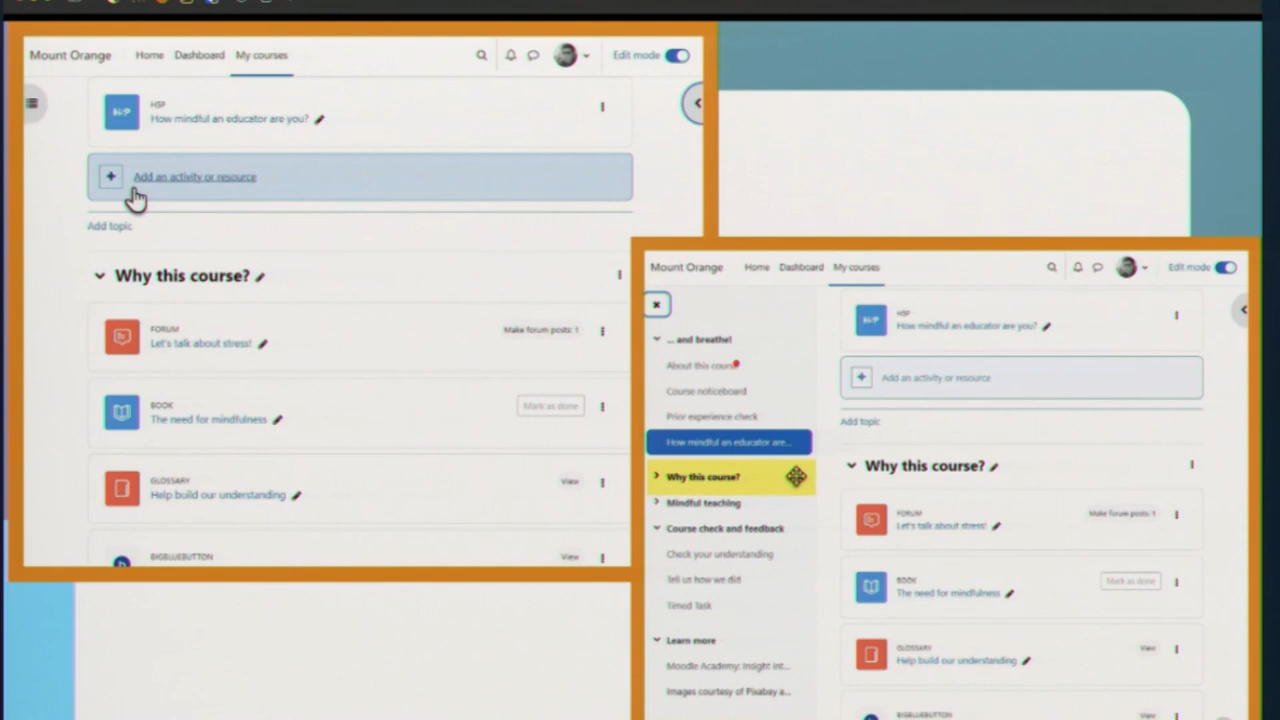 Mount Orange
Home
Dashboard
My courses
Edit mode
H5P
How mindful an educator are you?
Add an activity or resource
Add topic
Why this course?
FORUM
Let's talk about stress!
Make forum posts: 1
BOOK
The need for mindfulness
Mark as done
GLOSSARY
Help build our understanding
View
BIGBLUEBUTTON
View
Mount Orange
Home
Dashboard
My courses
Edit mode
... and breathe!
About this course
Course noticeboard
Prior experience check
How mindful an educator are...
Why this course?
Mindful teaching
Course check and feedback
Check your understanding
Tell us how we did
Timed Task
Learn more
Moodle Academy: Insight int...
Images courtesy of Pixabay a...
H5P
How mindful an educator are you?
Add an activity or resource
Add topic
Why this course?
FORUM
Let's talk about stress!
Make forum posts: 1
BOOK
The need for mindfulness
Mark as done
GLOSSARY
Help build our understanding
View
BIGBLUEBUTTON
View